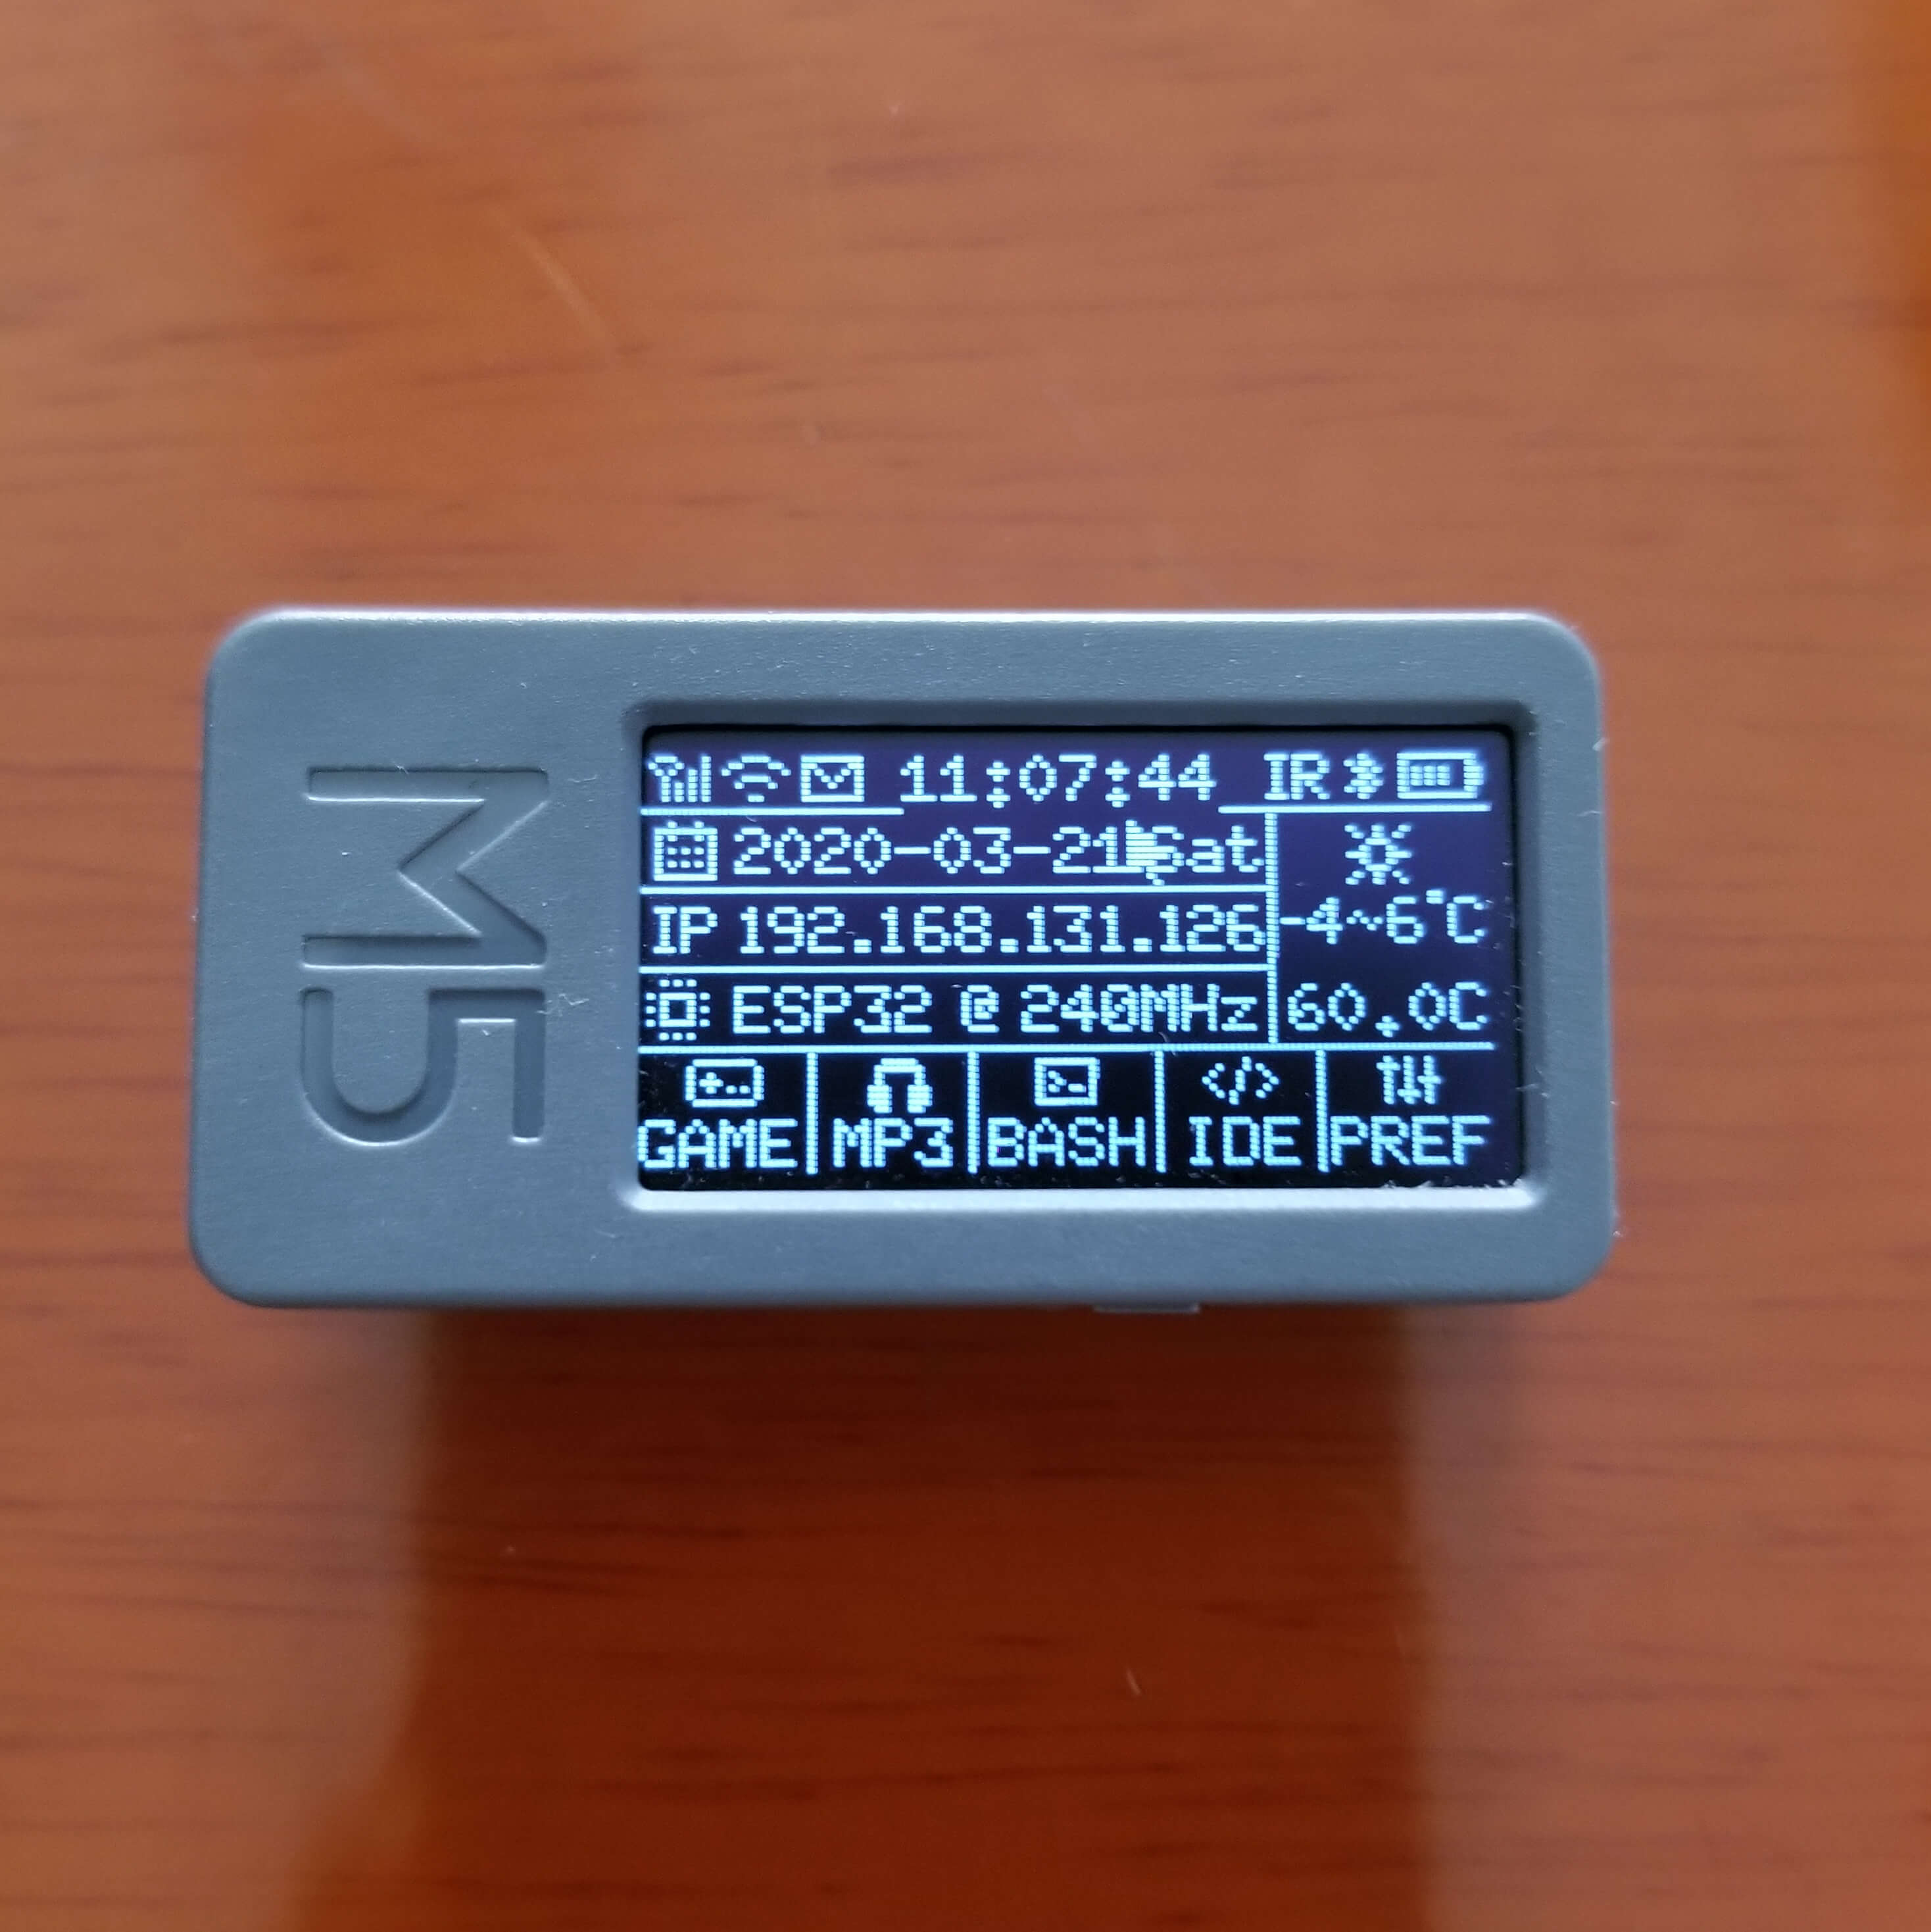 M5
11:07:44 IR
2020-03-21 Sat
IP 192.168.131.126
-4~6°C
ESP32 @ 240MHz
60.0C
GAME MP3 BASH IDE PREF